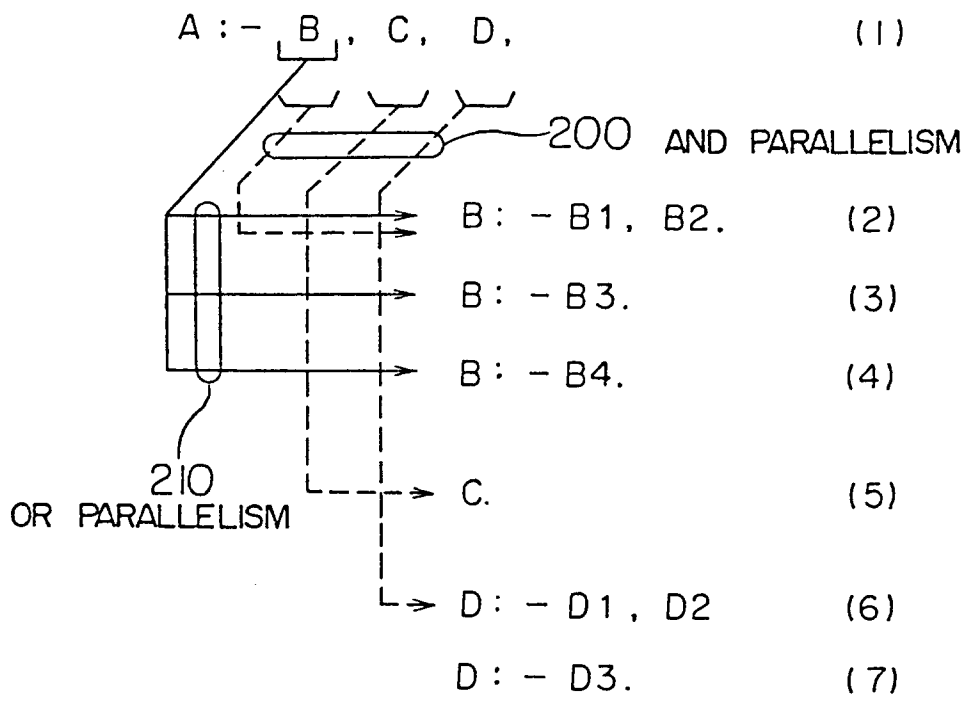 A : - B, C, D, (1)
200 AND PARALLELISM
B : - B1, B2. (2)
B : - B3. (3)
B : - B4. (4)
210
OR PARALLELISM
C. (5)
D : - D1, D2 (6)
D : - D3. (7)